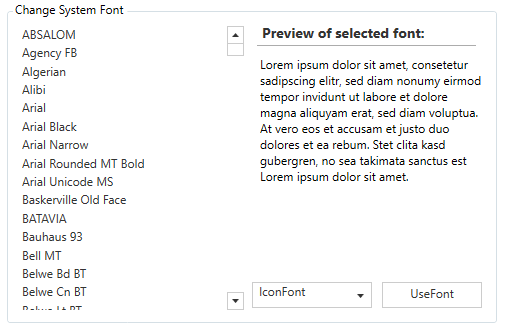 Change System Font
ABSALOM
Agency FB
Algerian
Alibi
Arial
Arial Black
Arial Narrow
Arial Rounded MT Bold
Arial Unicode MS
Baskerville Old Face
BATAVIA
Bauhaus 93
Bell MT
Belwe Bd BT
Belwe Cn BT
Belwe Lt BT
Preview of selected font:
Lorem ipsum dolor sit amet, consetetur
sadipscing elitr, sed diam nonumy eirmod
tempor invidunt ut labore et dolore
magna aliquyam erat, sed diam voluptua.
At vero eos et accusam et justo duo
dolores et ea rebum. Stet clita kasd
gubergren, no sea takimata sanctus est
Lorem ipsum dolor sit amet.
IconFont
UseFont